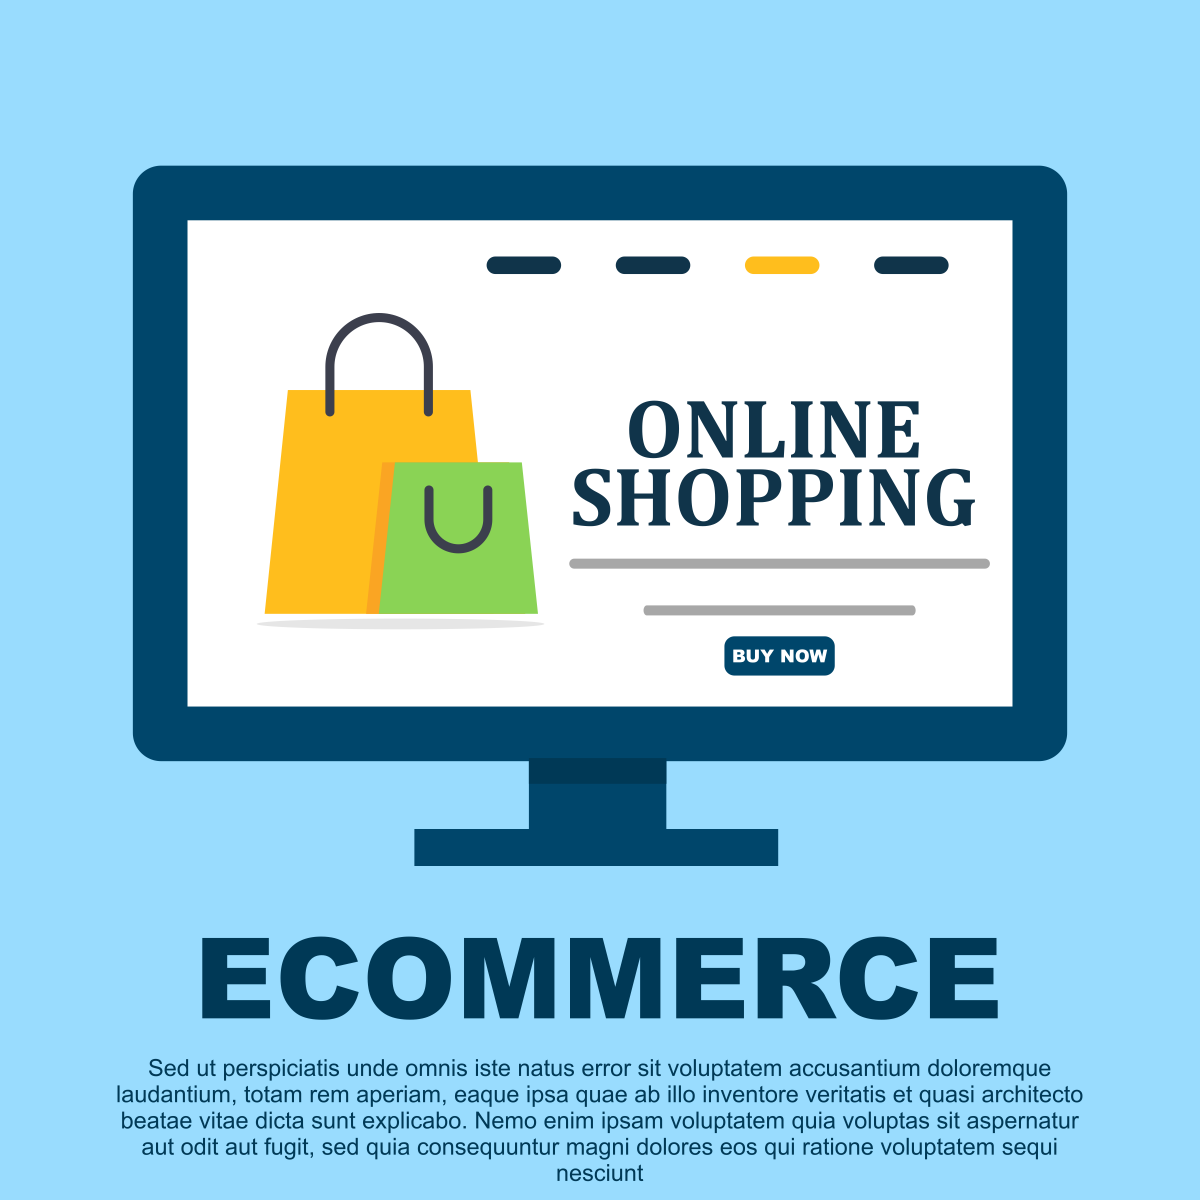 ONLINE
SHOPPING
BUY NOW
ECOMMERCE
Sed ut perspiciatis unde omnis iste natus error sit voluptatem accusantium doloremque
laudantium, totam rem aperiam, eaque ipsa quae ab illo inventore veritatis et quasi architecto
beatae vitae dicta sunt explicabo. Nemo enim ipsam voluptatem quia voluptas sit aspernatur
aut odit aut fugit, sed quia consequuntur magni dolores eos qui ratione voluptatem sequi
nesciunt